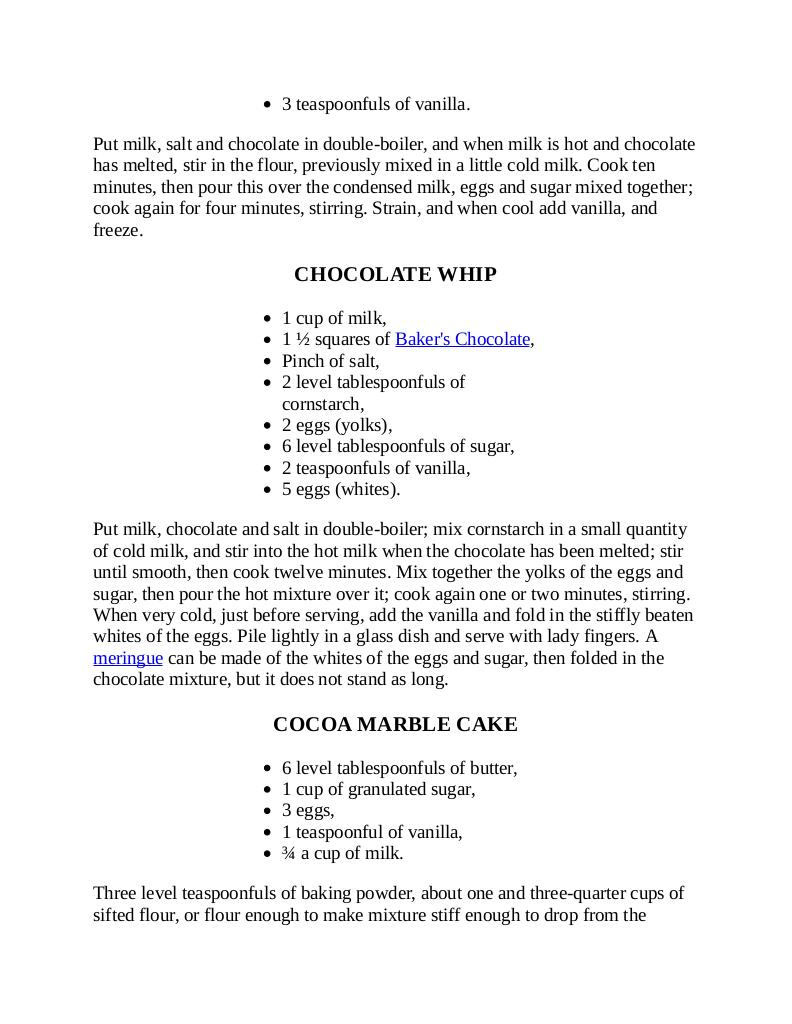 • 3 teaspoonfuls of vanilla.
Put milk, salt and chocolate in double-boiler, and when milk is hot and chocolate
has melted, stir in the flour, previously mixed in a little cold milk. Cook ten
minutes, then pour this over the condensed milk, eggs and sugar mixed together;
cook again for four minutes, stirring. Strain, and when cool add vanilla, and
freeze.
CHOCOLATE WHIP
• 1 cup of milk,
• 1 ½ squares of Baker's Chocolate,
• Pinch of salt,
• 2 level tablespoonfuls of
cornstarch,
• 2 eggs (yolks),
• 6 level tablespoonfuls of sugar,
• 2 teaspoonfuls of vanilla,
• 5 eggs (whites).
Put milk, chocolate and salt in double-boiler; mix cornstarch in a small quantity
of cold milk, and stir into the hot milk when the chocolate has been melted; stir
until smooth, then cook twelve minutes. Mix together the yolks of the eggs and
sugar, then pour the hot mixture over it; cook again one or two minutes, stirring.
When very cold, just before serving, add the vanilla and fold in the stiffly beaten
whites of the eggs. Pile lightly in a glass dish and serve with lady fingers. A
meringue can be made of the whites of the eggs and sugar, then folded in the
chocolate mixture, but it does not stand as long.
COCOA MARBLE CAKE
• 6 level tablespoonfuls of butter,
• 1 cup of granulated sugar,
• 3 eggs,
• 1 teaspoonful of vanilla,
• ¾ a cup of milk.
Three level teaspoonfuls of baking powder, about one and three-quarter cups of
sifted flour, or flour enough to make mixture stiff enough to drop from the